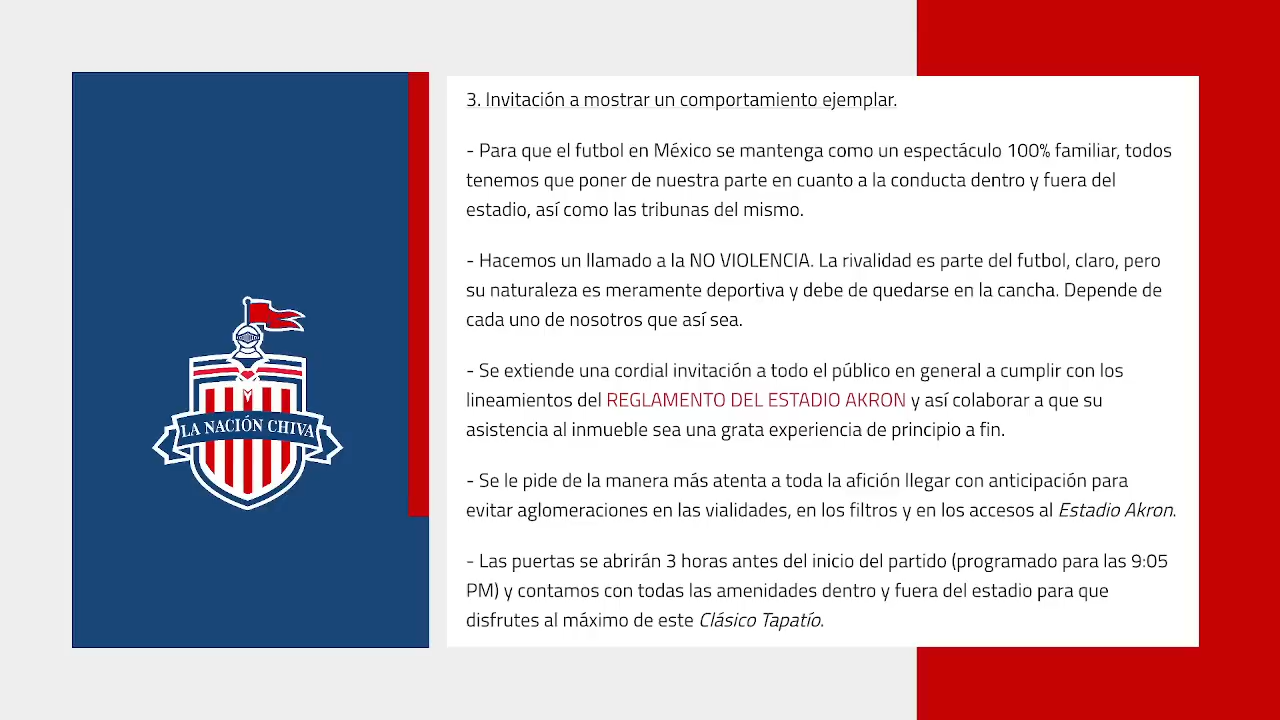 3. Invitación a mostrar un comportamiento ejemplar.
- Para que el futbol en México se mantenga como un espectáculo 100% familiar, todos
tenemos que poner de nuestra parte en cuanto a la conducta dentro y fuera del
estadio, así como las tribunas del mismo.
- Hacemos un llamado a la NO VIOLENCIA. La rivalidad es parte del futbol, claro, pero
su naturaleza es meramente deportiva y debe de quedarse en la cancha. Depende de
cada uno de nosotros que así sea.
- Se extiende una cordial invitación a todo el público en general a cumplir con los
lineamientos del REGLAMENTO DEL ESTADIO AKRON y así colaborar a que su
asistencia al inmueble sea una grata experiencia de principio a fin.
- Se le pide de la manera más atenta a toda la afición llegar con anticipación para
evitar aglomeraciones en las vialidades, en los filtros y en los accesos al Estadio Akron.
- Las puertas se abrirán 3 horas antes del inicio del partido (programado para las 9:05
PM) y contamos con todas las amenidades dentro y fuera del estadio para que
disfrutes al máximo de este Clásico Tapatío.
LA NACIÓN CHIVA